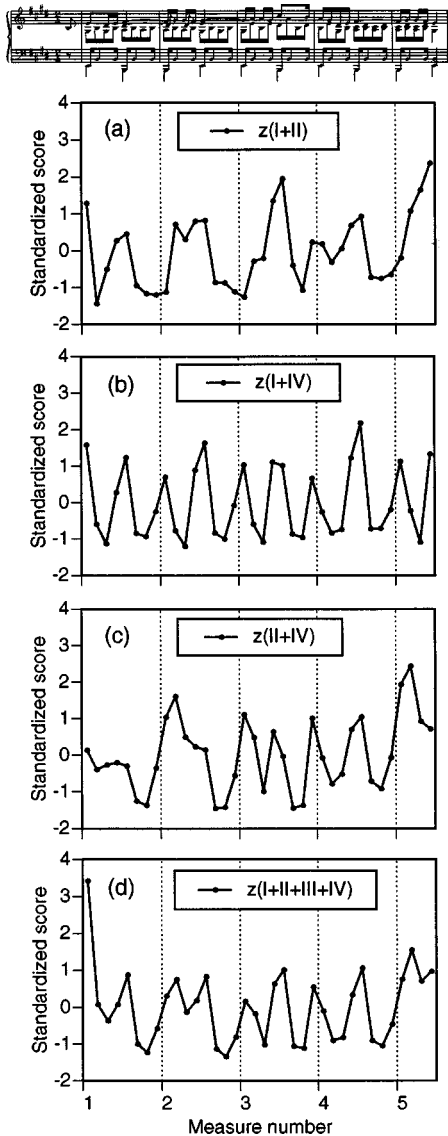 4
(a)
z(I+II)
3
2
1
0
-1
-2
Standardized score
4
(b)
z(I+IV)
3
2
1
0
-1
-2
Standardized score
4
(c)
z(II+IV)
3
2
1
0
-1
-2
Standardized score
4
(d)
z(I+II+III+IV)
3
2
1
0
-1
-2
Standardized score
1 2 3 4 5
Measure number